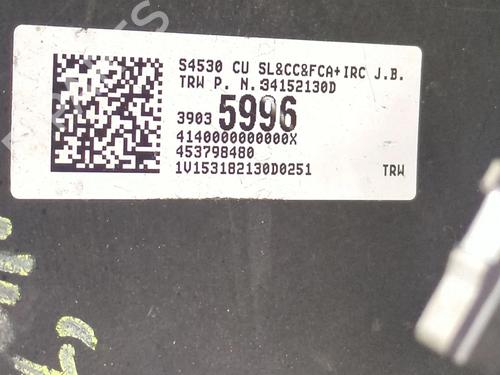 S4530 CU SL&CC&FCA+IRC J.B.
TRW P. N.34152130D
3903 5996
4140000000000X
453798480
1V153182130D0251 TRW